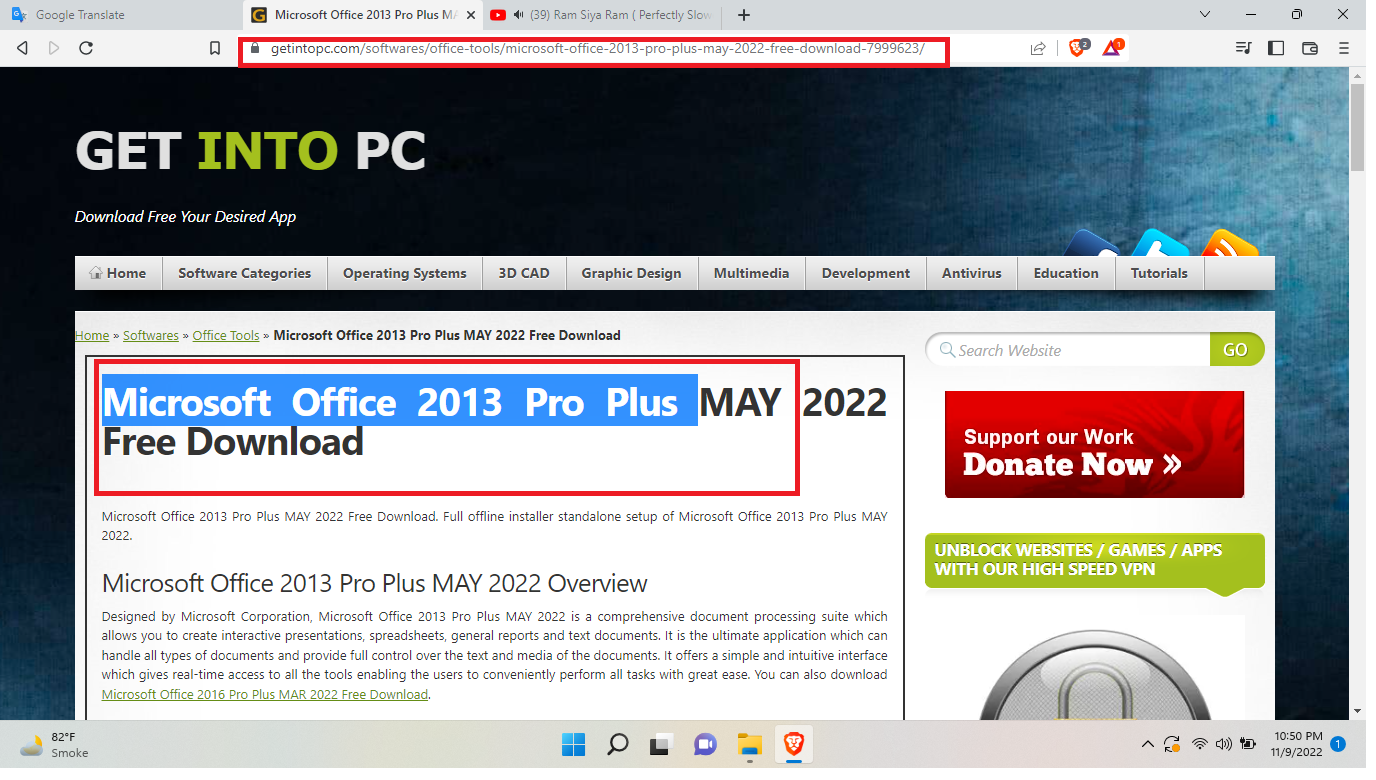 Google Translate
Microsoft Office 2013 Pro Plus MA
(39) Ram Siya Ram ( Perfectly Slow
getintopc.com/softwares/office-tools/microsoft-office-2013-pro-plus-may-2022-free-download-7999623/
2
1
GET INTO PC
Download Free Your Desired App
Home
Software Categories
Operating Systems
3D CAD
Graphic Design
Multimedia
Development
Antivirus
Education
Tutorials
Home » Softwares » Office Tools » Microsoft Office 2013 Pro Plus MAY 2022 Free Download
Search Website
GO
Microsoft Office 2013 Pro Plus MAY 2022
Free Download
Support our Work
Donate Now »
Microsoft Office 2013 Pro Plus MAY 2022 Free Download. Full offline installer standalone setup of Microsoft Office 2013 Pro Plus MAY
2022.
UNBLOCK WEBSITES / GAMES / APPS
WITH OUR HIGH SPEED VPN
Microsoft Office 2013 Pro Plus MAY 2022 Overview
Designed by Microsoft Corporation, Microsoft Office 2013 Pro Plus MAY 2022 is a comprehensive document processing suite which
allows you to create interactive presentations, spreadsheets, general reports and text documents. It is the ultimate application which can
handle all types of documents and provide full control over the text and media of the documents. It offers a simple and intuitive interface
which gives real-time access to all the tools enabling the users to conveniently perform all tasks with great ease. You can also download
Microsoft Office 2016 Pro Plus MAR 2022 Free Download.
82°F
Smoke
10:50 PM
11/9/2022
1